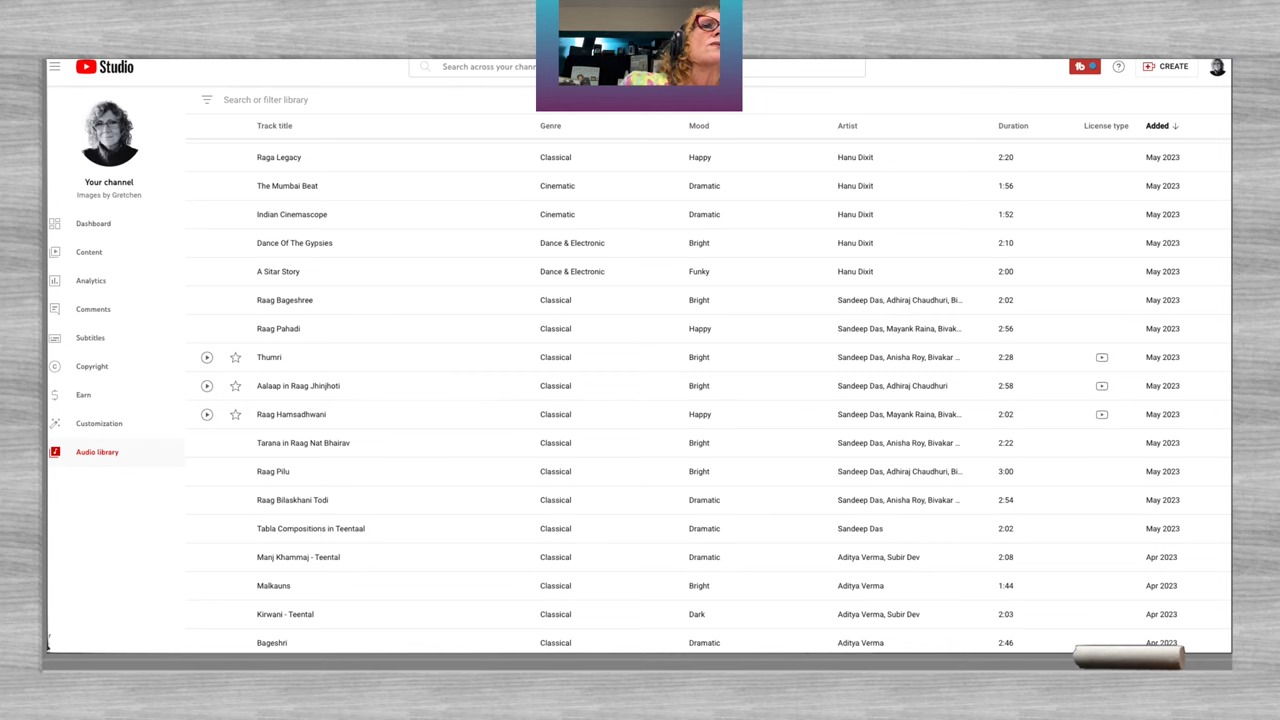 Studio
Search across your chann
tb
CREATE
Your channel
Images by Gretchen
Dashboard
Content
Analytics
Comments
Subtitles
Copyright
Earn
Customization
Audio library
Search or filter library
Track title Genre Mood Artist Duration License type Added ↓
Raga Legacy Classical Happy Hanu Dixit 2:20 May 2023
The Mumbai Beat Cinematic Dramatic Hanu Dixit 1:56 May 2023
Indian Cinemascope Cinematic Dramatic Hanu Dixit 1:52 May 2023
Dance Of The Gypsies Dance & Electronic Bright Hanu Dixit 2:10 May 2023
A Sitar Story Dance & Electronic Funky Hanu Dixit 2:00 May 2023
Raag Bageshree Classical Bright Sandeep Das, Adhiraj Chaudhuri, Bi... 2:02 May 2023
Raag Pahadi Classical Happy Sandeep Das, Mayank Raina, Bivak... 2:56 May 2023
Thumri Classical Bright Sandeep Das, Anisha Roy, Bivakar ... 2:28 May 2023
Aalaap in Raag Jhinjhoti Classical Bright Sandeep Das, Adhiraj Chaudhuri 2:58 May 2023
Raag Hamsadhwani Classical Happy Sandeep Das, Mayank Raina, Bivak... 2:02 May 2023
Tarana in Raag Nat Bhairav Classical Bright Sandeep Das, Anisha Roy, Bivakar ... 2:22 May 2023
Raag Pilu Classical Bright Sandeep Das, Adhiraj Chaudhuri, Bi... 3:00 May 2023
Raag Bilaskhani Todi Classical Dramatic Sandeep Das, Anisha Roy, Bivakar ... 2:54 May 2023
Tabla Compositions in Teentaal Classical Dramatic Sandeep Das 2:02 May 2023
Manj Khammaj - Teental Classical Dramatic Aditya Verma, Subir Dev 2:08 Apr 2023
Malkauns Classical Bright Aditya Verma 1:44 Apr 2023
Kirwani - Teental Classical Dark Aditya Verma, Subir Dev 2:03 Apr 2023
Bageshri Classical Dramatic Aditya Verma 2:46 Apr 2023